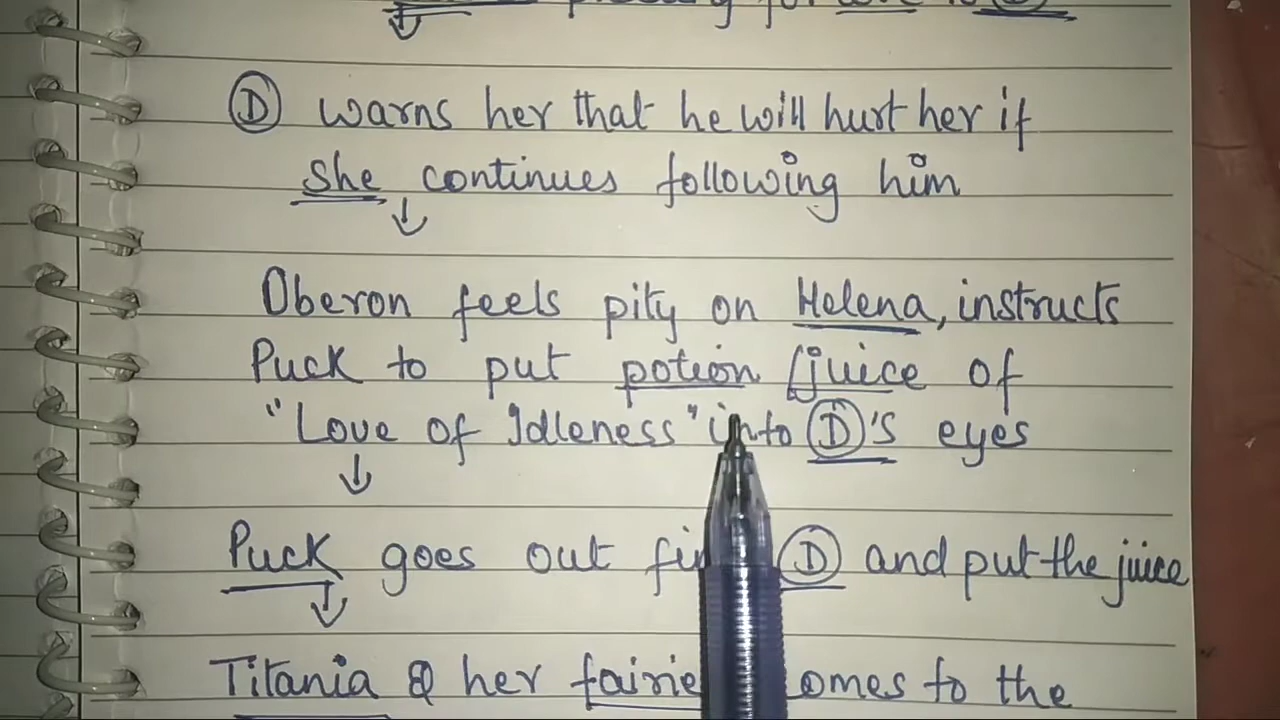 for
Ⓓ warns her that he will hurt her if
she continues following him
↓
Oberon feels pity on Helena, instructs
Puck to put potion (juice of
"Love of Idleness" into Ⓓ's eyes
↓
Puck goes out Ⓓ and put the juice
↓
Titania & her the